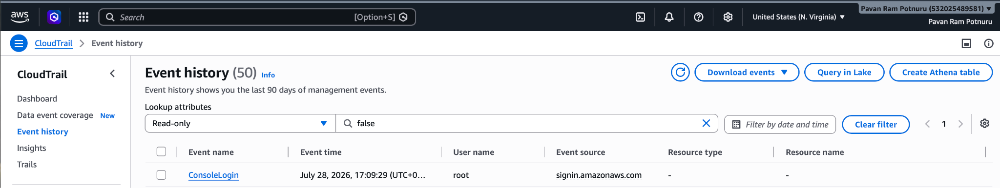 aws
Search [Option+S]
United States (N. Virginia)
Pavan Ram Potnuru (532025489581)
Pavan Ram Potnuru
CloudTrail Event history
CloudTrail
Dashboard
Data event coverage New
Event history
Insights
Trails
Event history (50) Info
Download events Query in Lake Create Athena table
Event history shows you the last 90 days of management events.
Lookup attributes
Read-only false Filter by date and time Clear filter 1
Event name Event time User name Event source Resource type Resource name
ConsoleLogin July 28, 2026, 17:09:29 (UTC+0… root signin.amazonaws.com - -